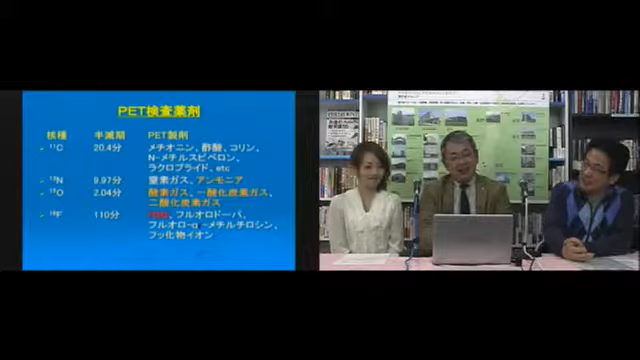 PET検査薬剤
核種 半減期 PET製剤
¹¹C 20.4分 メチオニン、酢酸、コリン、
N-メチルスピペロン、
ラクロプライド、etc
¹³N 9.97分 窒素ガス、アンモニア
¹⁵O 2.04分 酸素ガス、一酸化炭素ガス、
二酸化炭素ガス
¹⁸F 110分 FDG、フルオロドーパ、
フルオロ-α-メチルチロシン、
フッ化物イオン